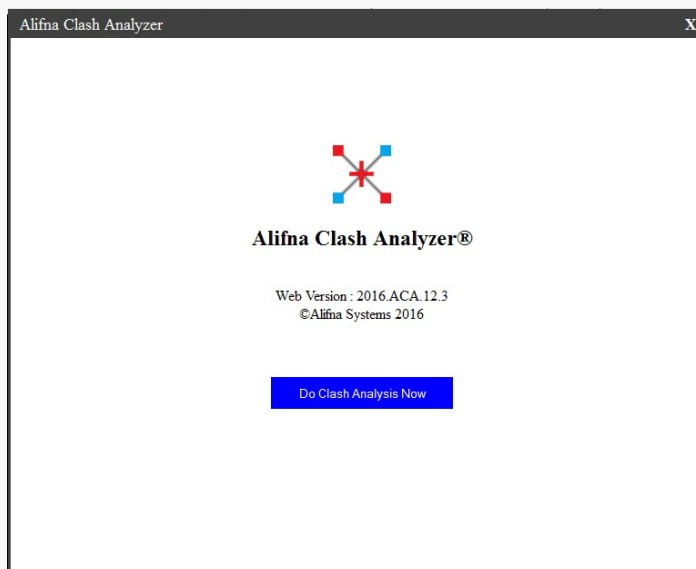 Alifna Clash Analyzer
X
Alifna Clash Analyzer®
Web Version : 2016.ACA.12.3
©Alifna Systems 2016
Do Clash Analysis Now